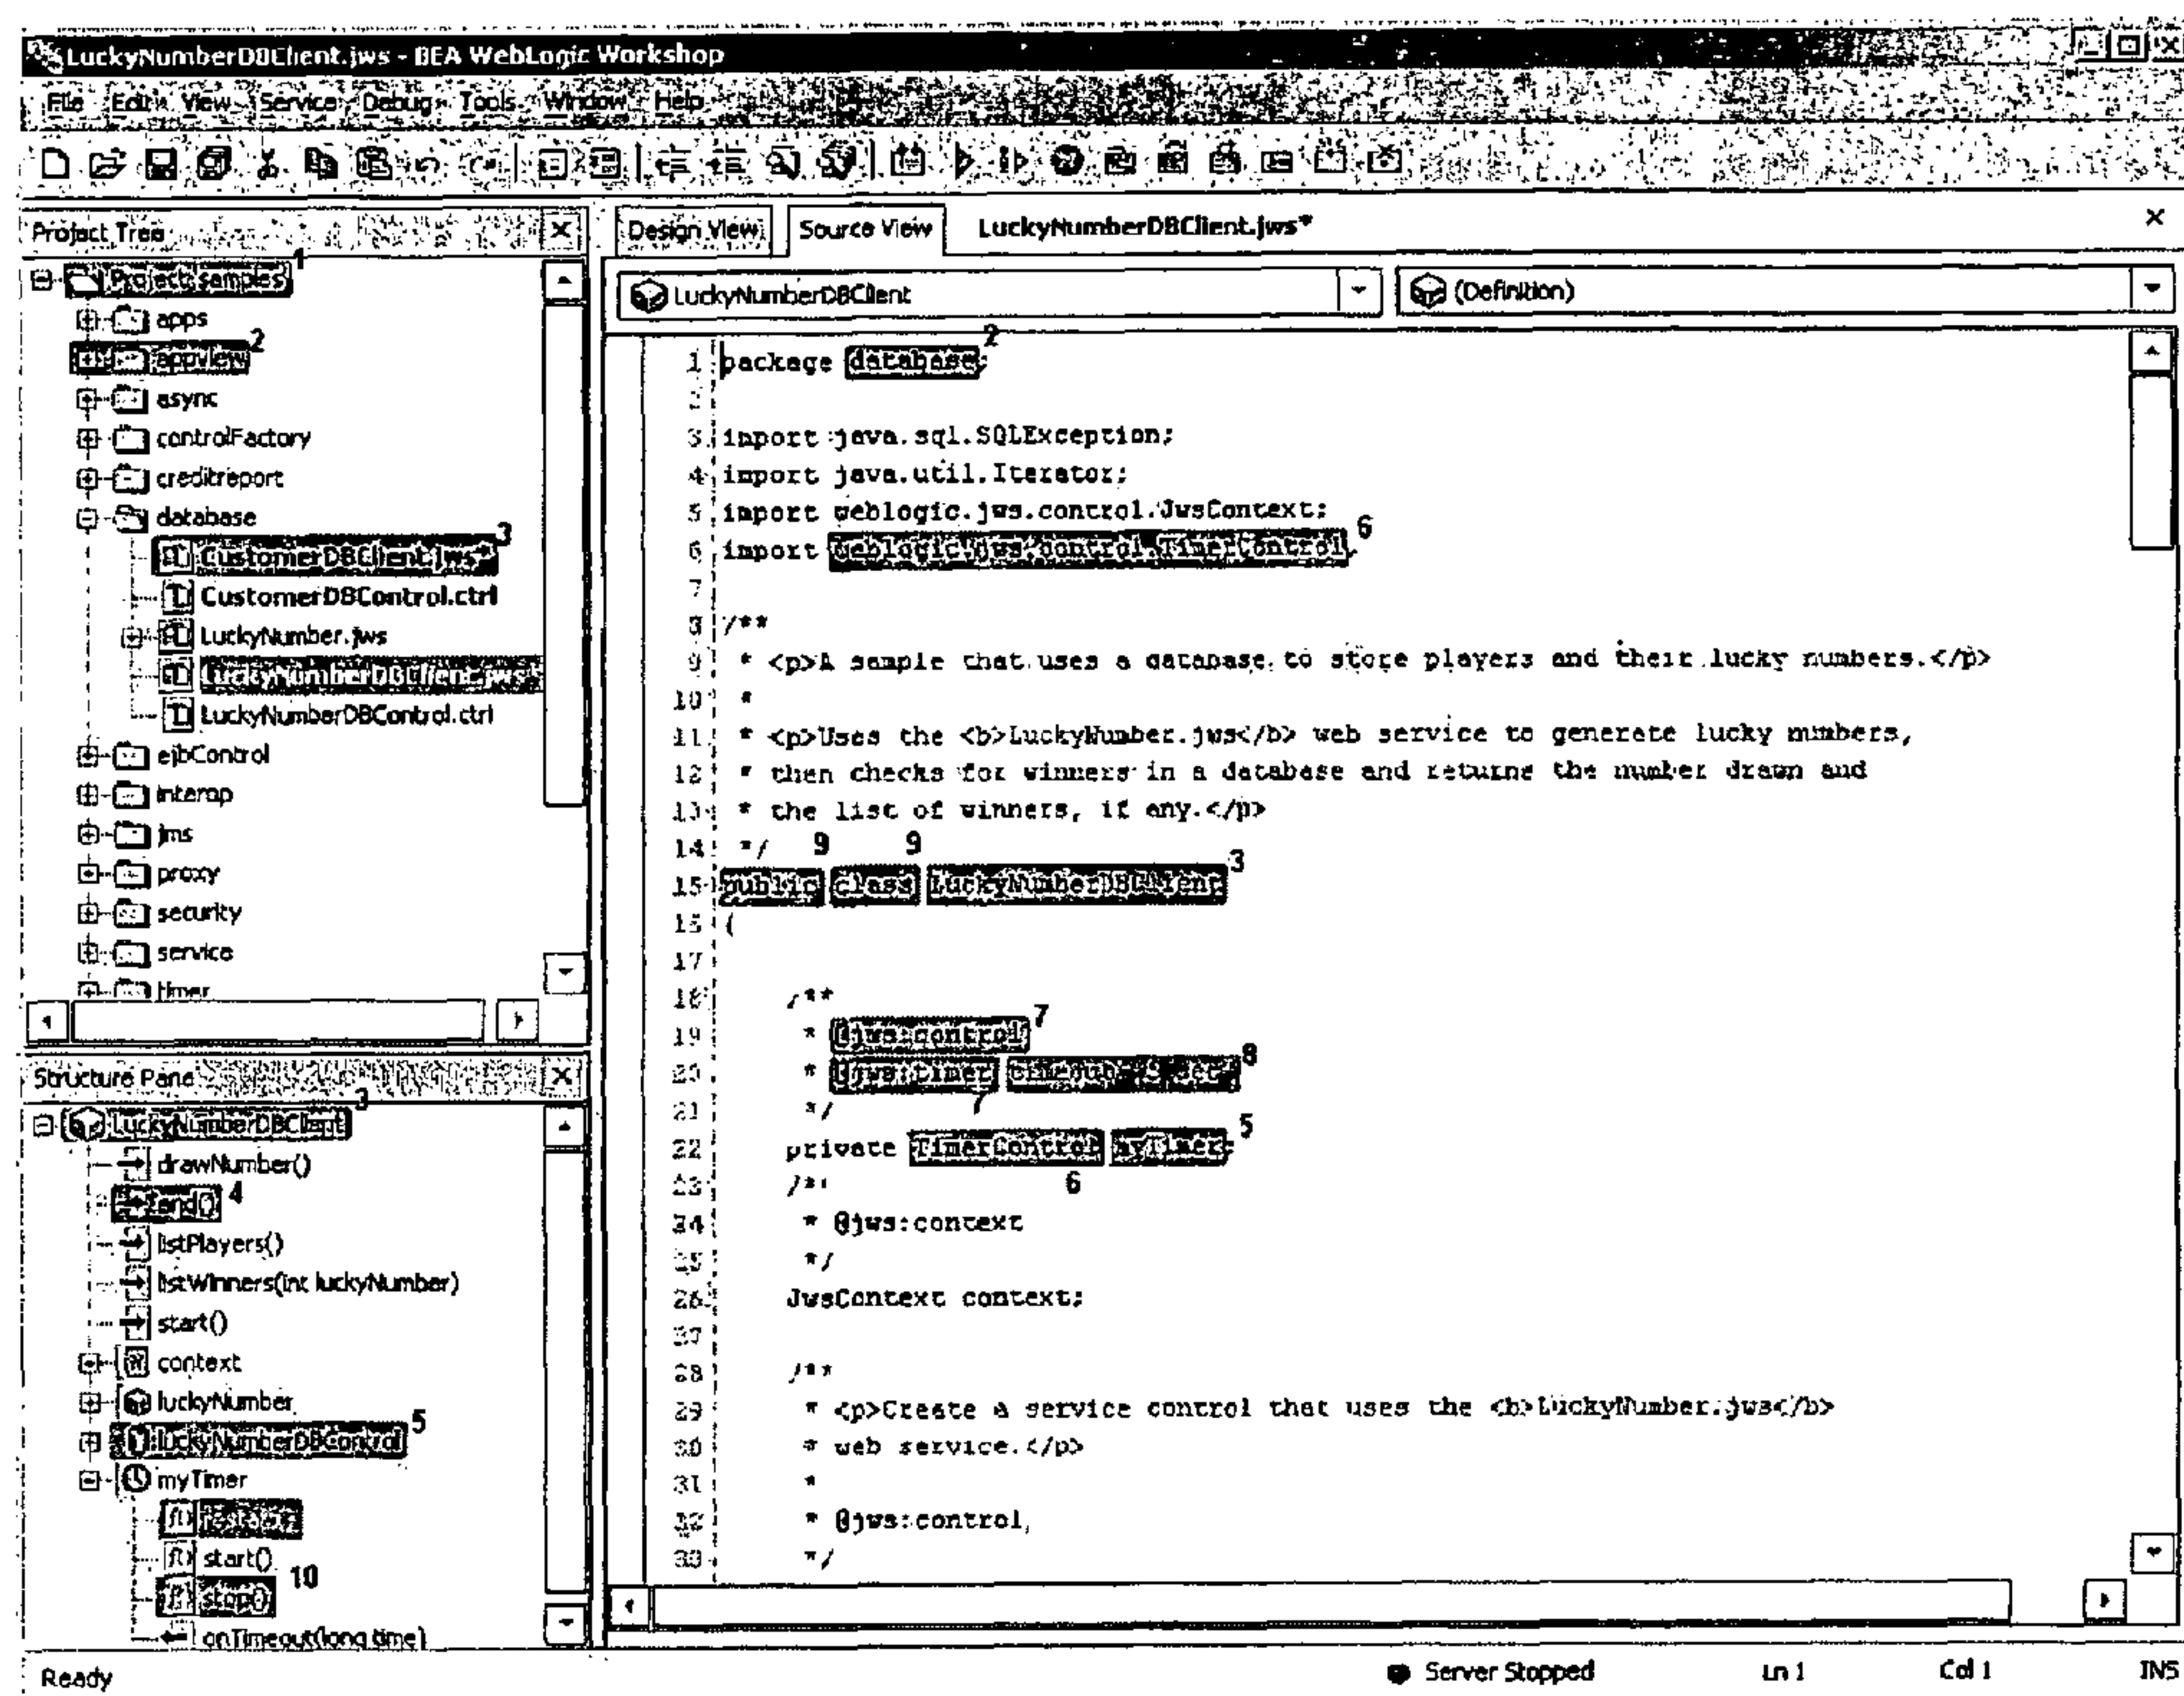 LuckyNumberDBClient.jws - BEA WebLogic Workshop
File Edit View Service Debug Tools Window Help
Project Tree
Project samples 1
apps
appview 2
async
controlFactory
creditreport
database
CustomerDBClient.jws* 3
CustomerDBControl.ctrl
LuckyNumber.jws
LuckyNumberDBClient.jws*
LuckyNumberDBControl.ctrl
ejbControl
interop
jms
proxy
security
service
timer
Structure Pane
LuckyNumberDBClient 3
drawNumber()
end() 4
listPlayers()
listWinners(int luckyNumber)
start()
context
luckyNumber
luckyNumberDBControl 5
myTimer
restart()
start()
stop() 10
onTimeout(long time)
Design View Source View LuckyNumberDBClient.jws*
LuckyNumberDBClient (Definition)
1 package database; 2
2
3 import java.sql.SQLException;
4 import java.util.Iterator;
5 import weblogic.jws.control.JwsContext;
6 import weblogic.jws.control.TimerControl; 6
7
8 /**
9 * <p>A sample that uses a database to store players and their lucky numbers.</p>
10 *
11 * <p>Uses the <b>LuckyNumber.jws</b> web service to generate lucky numbers,
12 * then checks for winners in a database and returns the number drawn and
13 * the list of winners, if any.</p>
14 */ 9 9
15 public class LuckyNumberDBClient 3
16 {
17
18 /**
19 * @jws:control 7
20 * @jws:timer timeout="5 sec" 8
21 */ 7
22 private TimerControl myTimer; 5
23 /** 6
24 * @jws:context
25 */
26 JwsContext context;
27
28 /**
29 * <p>Create a service control that uses the <b>LuckyNumber.jws</b>
30 * web service.</p>
31 *
32 * @jws:control
33 */
Ready Server Stopped Ln 1 Col 1 INS